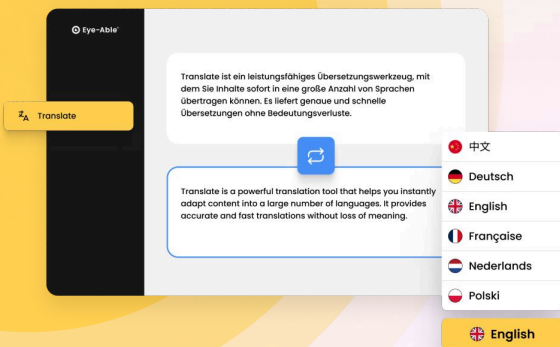 Eye-Able®
Translate
Translate ist ein leistungsfähiges Übersetzungswerkzeug, mit
dem Sie Inhalte sofort in eine große Anzahl von Sprachen
übertragen können. Es liefert genaue und schnelle
Übersetzungen ohne Bedeutungsverluste.
Translate is a powerful translation tool that helps you instantly
adapt content into a large number of languages. It provides
accurate and fast translations without loss of meaning.
中文
Deutsch
English
Française
Nederlands
Polski
English